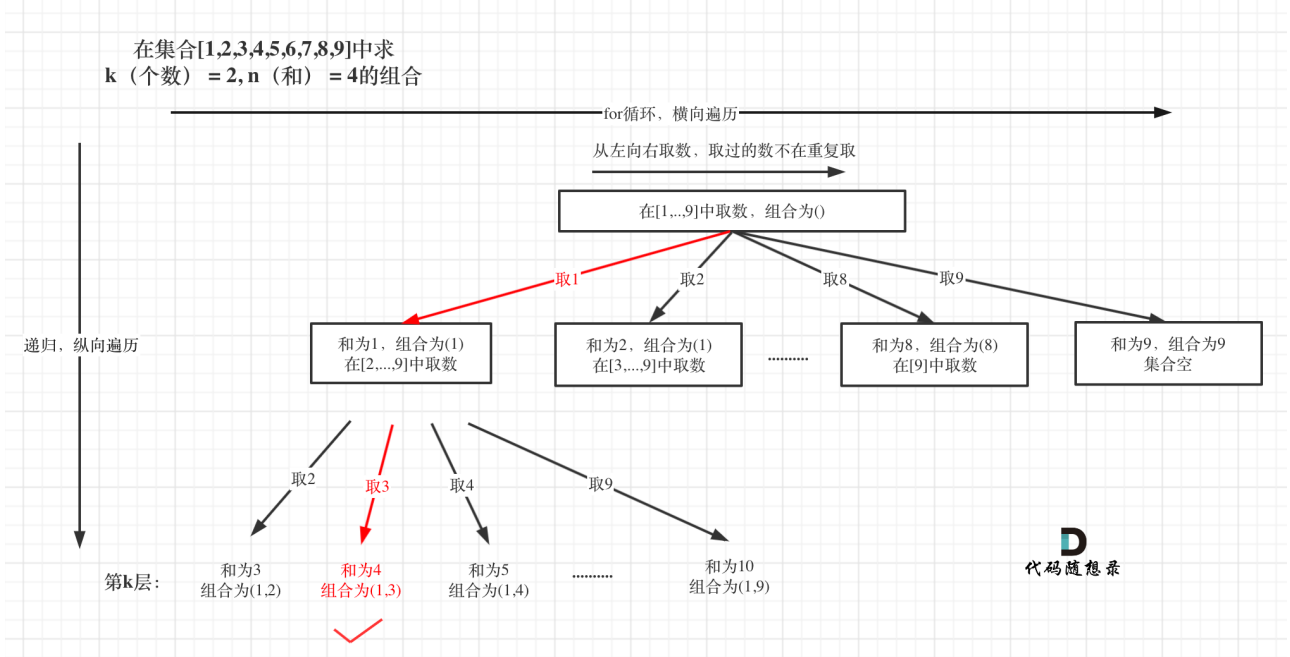 在集合[1,2,3,4,5,6,7,8,9]中求
k（个数） = 2, n（和） = 4的组合
for循环，横向遍历
从左向右取数，取过的数不在重复取
在[1,..,9]中取数，组合为()
取1
取2
取8
取9
递归，纵向遍历
和为1，组合为(1)
在[2,...,9]中取数
和为2，组合为(1)
在[3,...,9]中取数
..........
和为8，组合为(8)
在[9]中取数
和为9，组合为9
集合空
取2
取3
取4
取9
第k层：
和为3
组合为(1,2)
和为4
组合为(1,3)
和为5
组合为(1,4)
..........
和为10
组合为(1,9)
代码随想录